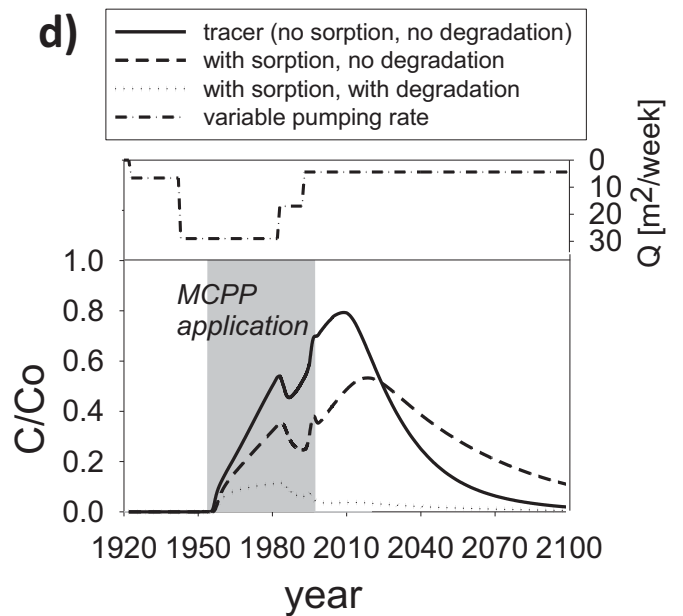 d)
tracer (no sorption, no degradation)
with sorption, no degradation
with sorption, with degradation
variable pumping rate
0
10
20
30
Q [m2/week]
1.0
0.8
0.6
0.4
0.2
0.0
C/Co
MCPP
application
1920 1950 1980 2010 2040 2070 2100
year